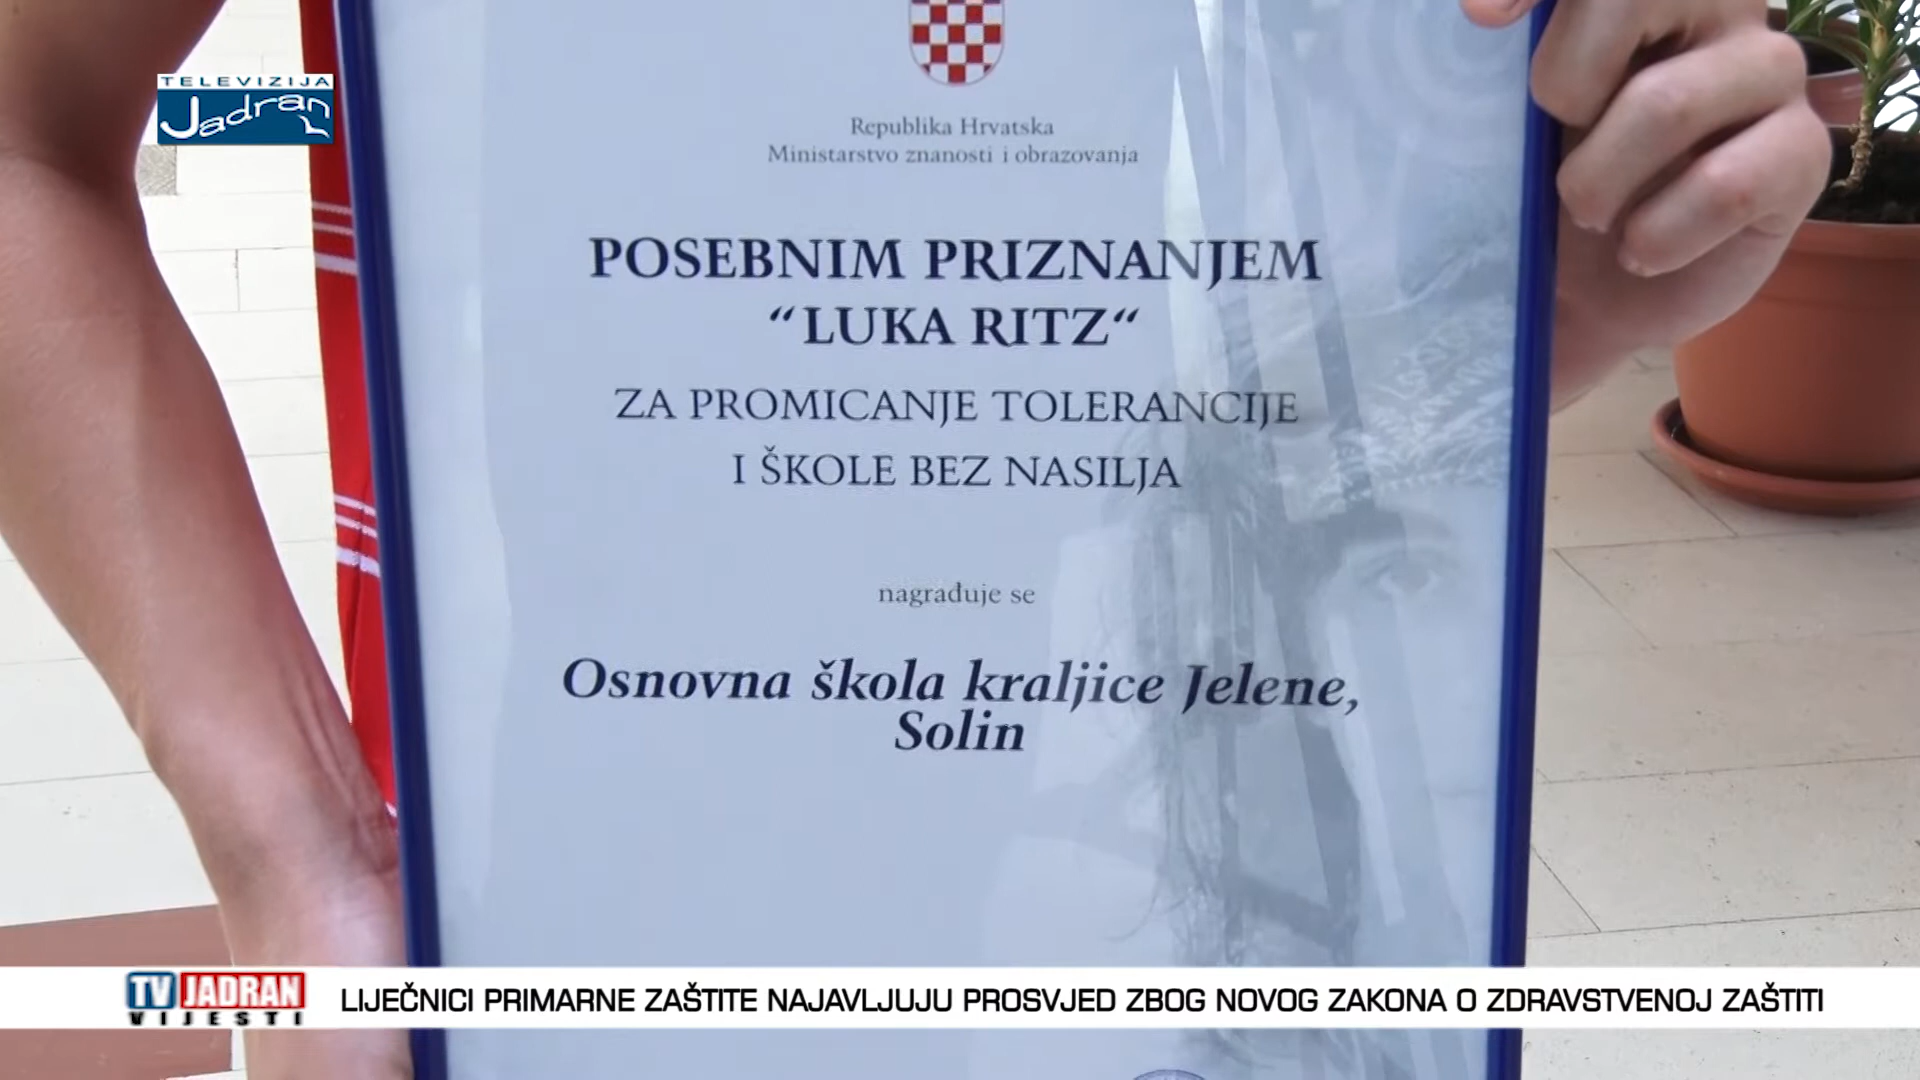 TELEVIZIJA
Jadran
Republika Hrvatska
Ministarstvo znanosti i obrazovanja
POSEBNIM PRIZNANJEM
“LUKA RITZ“
ZA PROMICANJE TOLERANCIJE
I ŠKOLE BEZ NASILJA
nagrađuje se
Osnovna škola kraljice Jelene,
Solin
TV JADRAN
VIJESTI
LIJEČNICI PRIMARNE ZAŠTITE NAJAVLJUJU PROSVJED ZBOG NOVOG ZAKONA O ZDRAVSTVENOJ ZAŠTITI